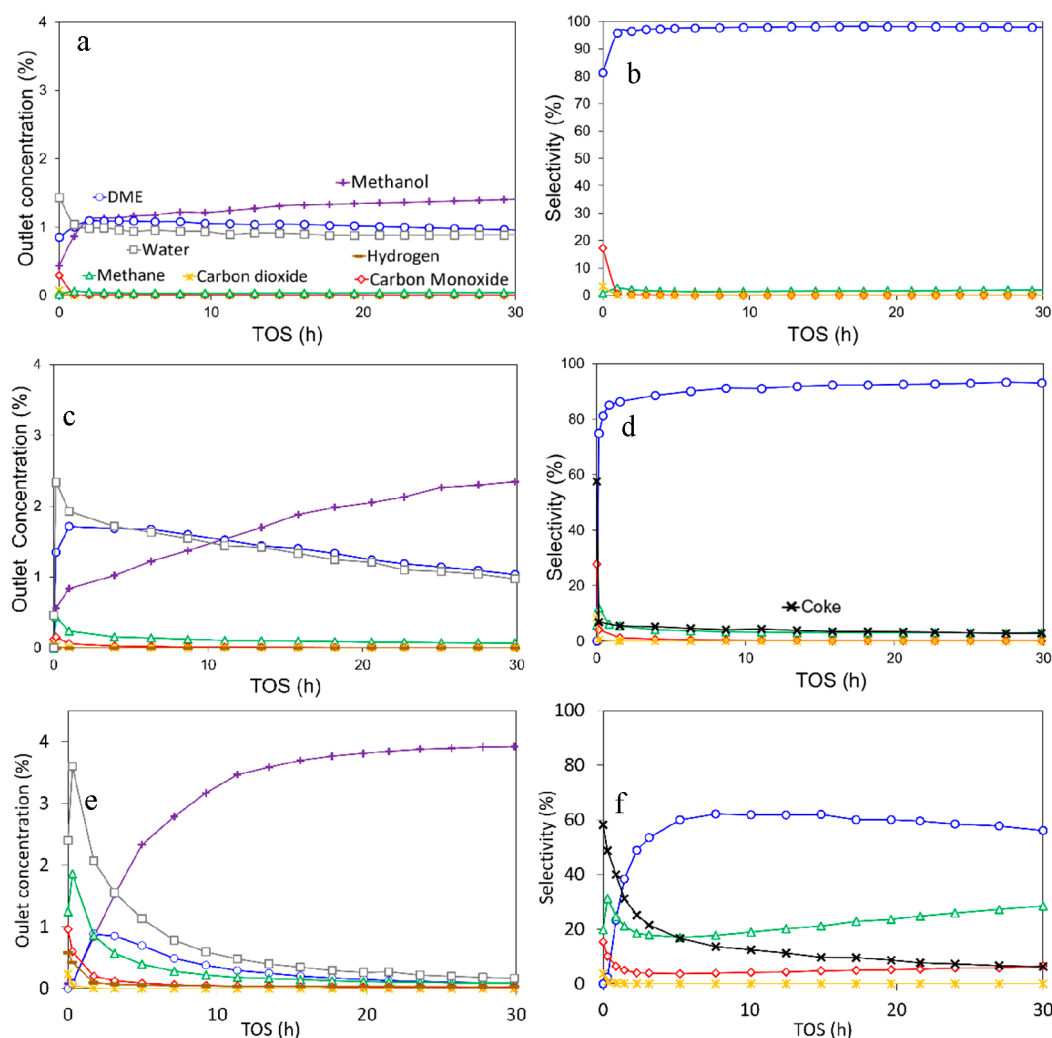 a
Outlet concentration (%)
4
3
2
1
0
Methanol
DME
Water
Hydrogen
Methane
Carbon dioxide
Carbon Monoxide
0 10 20 30
TOS (h)
b
Selectivity (%)
100
90
80
70
60
50
40
30
20
10
0
0 10 20 30
TOS (h)
c
Outlet Concentration (%)
4
3
2
1
0
0 10 20 30
TOS (h)
d
Selectivity (%)
100
80
60
40
20
0
Coke
0 10 20 30
TOS (h)
e
Oulet concentration (%)
4
3
2
1
0
0 10 20 30
TOS (h)
f
Selectivity (%)
100
80
60
40
20
0
0 10 20 30
TOS (h)